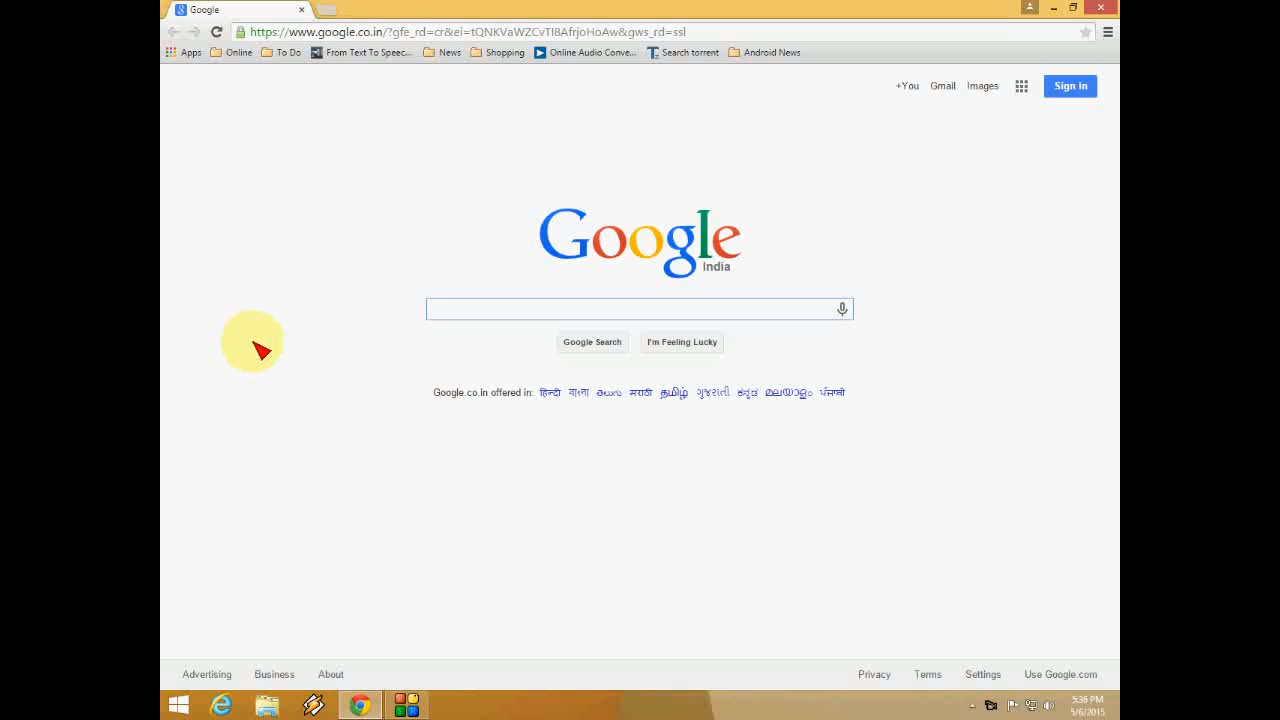 Google
https://www.google.co.in/?gfe_rd=cr&ei=tQNKVaWZCvTI8AfrjoHoAw&gws_rd=ssl
Apps Online To Do From Text To Speec... News Shopping Online Audio Conve... Search torrent Android News
+You Gmail Images Sign in
Google
India
Google Search I'm Feeling Lucky
Google.co.in offered in: हिन्दी বাংলা తెలుగు मराठी தமிழ் ગુજરાતી ಕನ್ನಡ മലയാളം ਪੰਜਾਬੀ
Advertising Business About Privacy Terms Settings Use Google.com
5:36 PM
5/6/2015